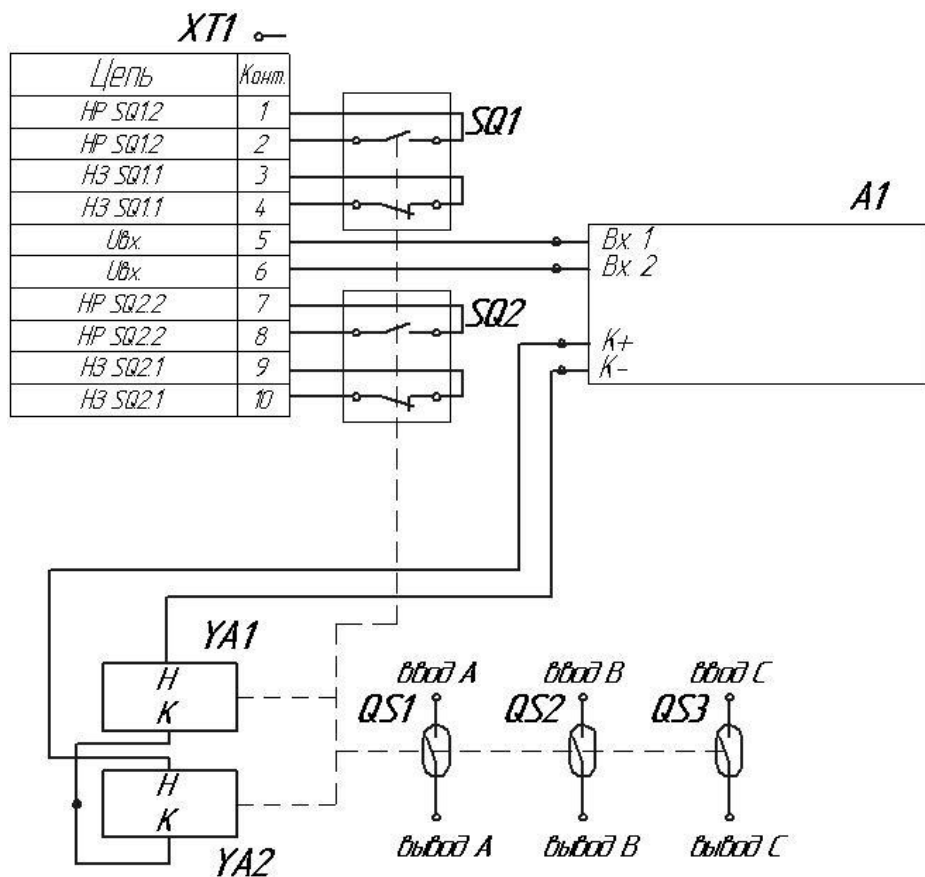 XT1
Цепь Конт.
НР SQ1.2 1
НР SQ1.2 2
НЗ SQ1.1 3
НЗ SQ1.1 4
Uвх. 5
Uвх. 6
НР SQ2.2 7
НР SQ2.2 8
НЗ SQ2.1 9
НЗ SQ2.1 10
SQ1
SQ2
A1
Вх. 1
Вх. 2
K+
K-
YA1
Н
К
Н
К
YA2
ввод A ввод B ввод C
QS1 QS2 QS3
вывод A вывод B вывод C